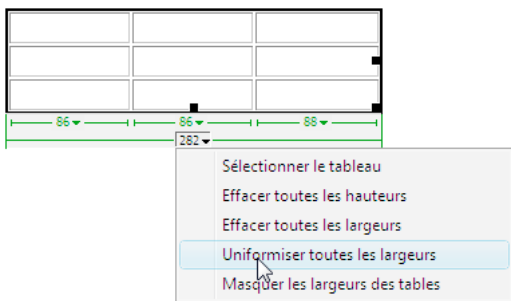 86 86 88
282
Sélectionner le tableau
Effacer toutes les hauteurs
Effacer toutes les largeurs
Uniformiser toutes les largeurs
Masquer les largeurs des tables